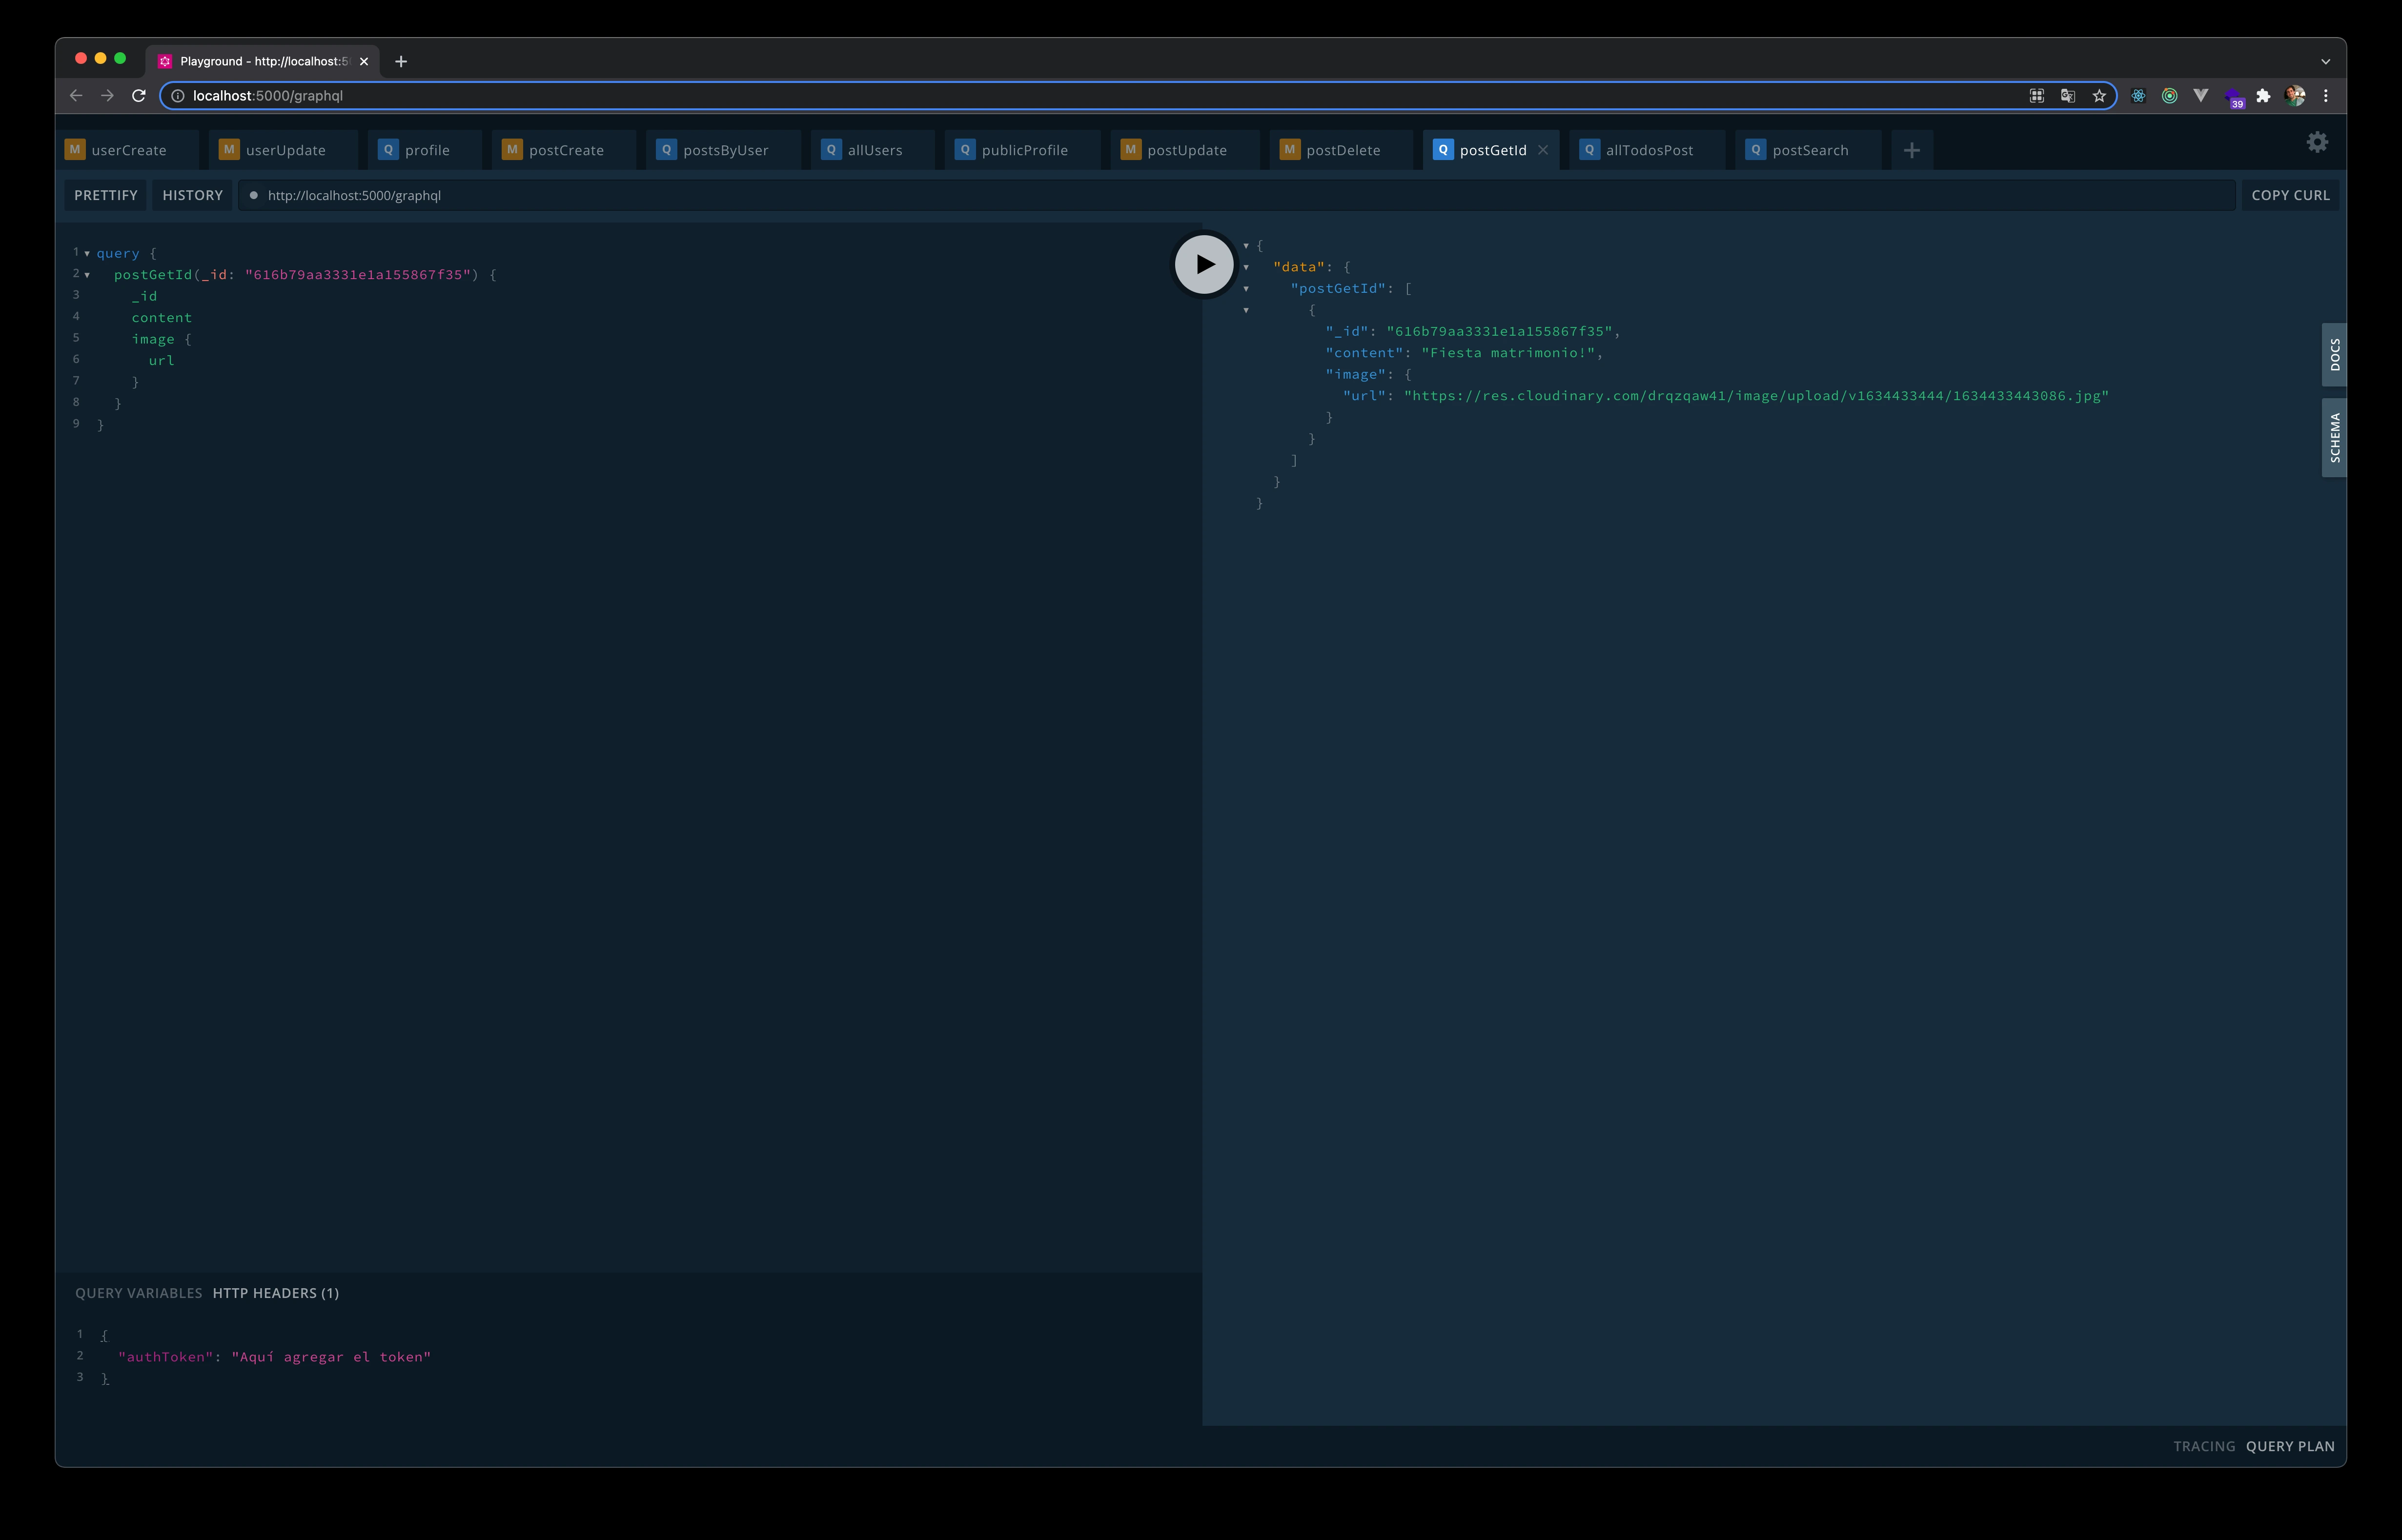 Playground - http://localhost:5
localhost:5000/graphql
39
M userCreate M userUpdate Q profile M postCreate Q postsByUser Q allUsers Q publicProfile M postUpdate M postDelete Q postGetId Q allTodosPost Q postSearch
PRETTIFY HISTORY http://localhost:5000/graphql COPY CURL
1 query {
2 postGetId(_id: "616b79aa3331e1a155867f35") {
3 _id
4 content
5 image {
6 url
7 }
8 }
9 }
{
"data": {
"postGetId": [
{
"_id": "616b79aa3331e1a155867f35",
"content": "Fiesta matrimonio!",
"image": {
"url": "https://res.cloudinary.com/drqzqaw41/image/upload/v1634433444/1634433443086.jpg"
}
}
]
}
}
DOCS
SCHEMA
QUERY VARIABLES HTTP HEADERS (1)
1 {
2 "authToken": "Aquí agregar el token"
3 }
TRACING QUERY PLAN